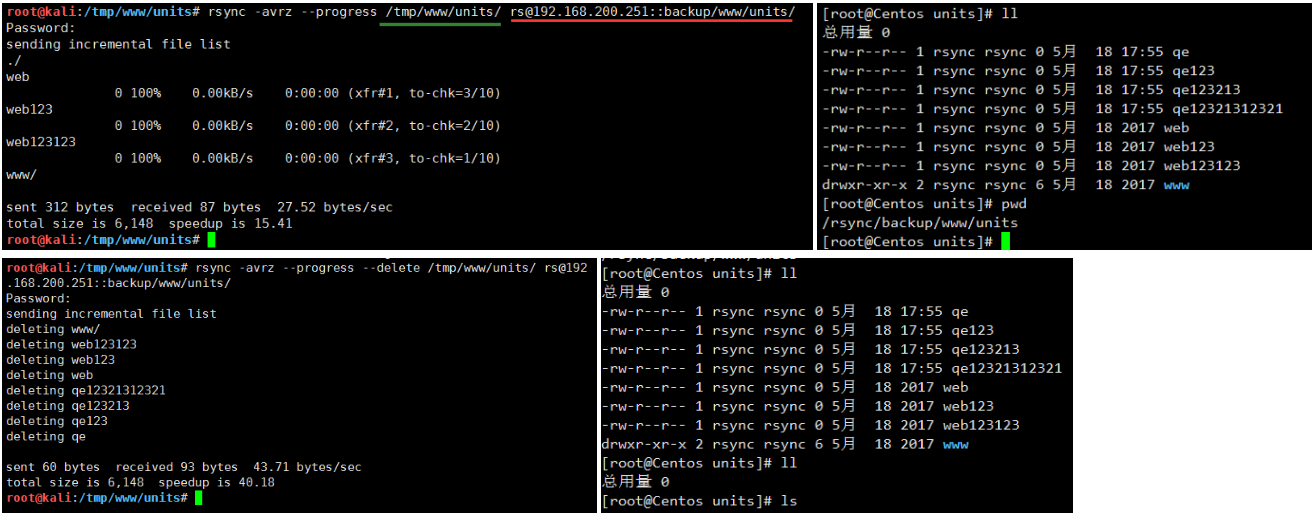 root@kali:/tmp/www/units# rsync -avrz --progress /tmp/www/units/ rs@192.168.200.251::backup/www/units/
Password:
sending incremental file list
./
web
0 100% 0.00kB/s 0:00:00 (xfr#1, to-chk=3/10)
web123
0 100% 0.00kB/s 0:00:00 (xfr#2, to-chk=2/10)
web123123
0 100% 0.00kB/s 0:00:00 (xfr#3, to-chk=1/10)
www/
sent 312 bytes received 87 bytes 27.52 bytes/sec
total size is 6,148 speedup is 15.41
root@kali:/tmp/www/units#
[root@Centos units]# ll
总用量 0
-rw-r--r-- 1 rsync rsync 0 5月 18 17:55 qe
-rw-r--r-- 1 rsync rsync 0 5月 18 17:55 qe123
-rw-r--r-- 1 rsync rsync 0 5月 18 17:55 qe123213
-rw-r--r-- 1 rsync rsync 0 5月 18 17:55 qe12321312321
-rw-r--r-- 1 rsync rsync 0 5月 18 2017 web
-rw-r--r-- 1 rsync rsync 0 5月 18 2017 web123
-rw-r--r-- 1 rsync rsync 0 5月 18 2017 web123123
drwxr-xr-x 2 rsync rsync 6 5月 18 2017 www
[root@Centos units]# pwd
/rsync/backup/www/units
[root@Centos units]#
root@kali:/tmp/www/units# rsync -avrz --progress --delete /tmp/www/units/ rs@192
.168.200.251::backup/www/units/
Password:
sending incremental file list
deleting www/
deleting web123123
deleting web123
deleting web
deleting qe12321312321
deleting qe123213
deleting qe123
deleting qe
sent 60 bytes received 93 bytes 43.71 bytes/sec
total size is 6,148 speedup is 40.18
root@kali:/tmp/www/units#
[root@Centos units]# ll
总用量 0
-rw-r--r-- 1 rsync rsync 0 5月 18 17:55 qe
-rw-r--r-- 1 rsync rsync 0 5月 18 17:55 qe123
-rw-r--r-- 1 rsync rsync 0 5月 18 17:55 qe123213
-rw-r--r-- 1 rsync rsync 0 5月 18 17:55 qe12321312321
-rw-r--r-- 1 rsync rsync 0 5月 18 2017 web
-rw-r--r-- 1 rsync rsync 0 5月 18 2017 web123
-rw-r--r-- 1 rsync rsync 0 5月 18 2017 web123123
drwxr-xr-x 2 rsync rsync 6 5月 18 2017 www
[root@Centos units]# ll
总用量 0
[root@Centos units]# ls